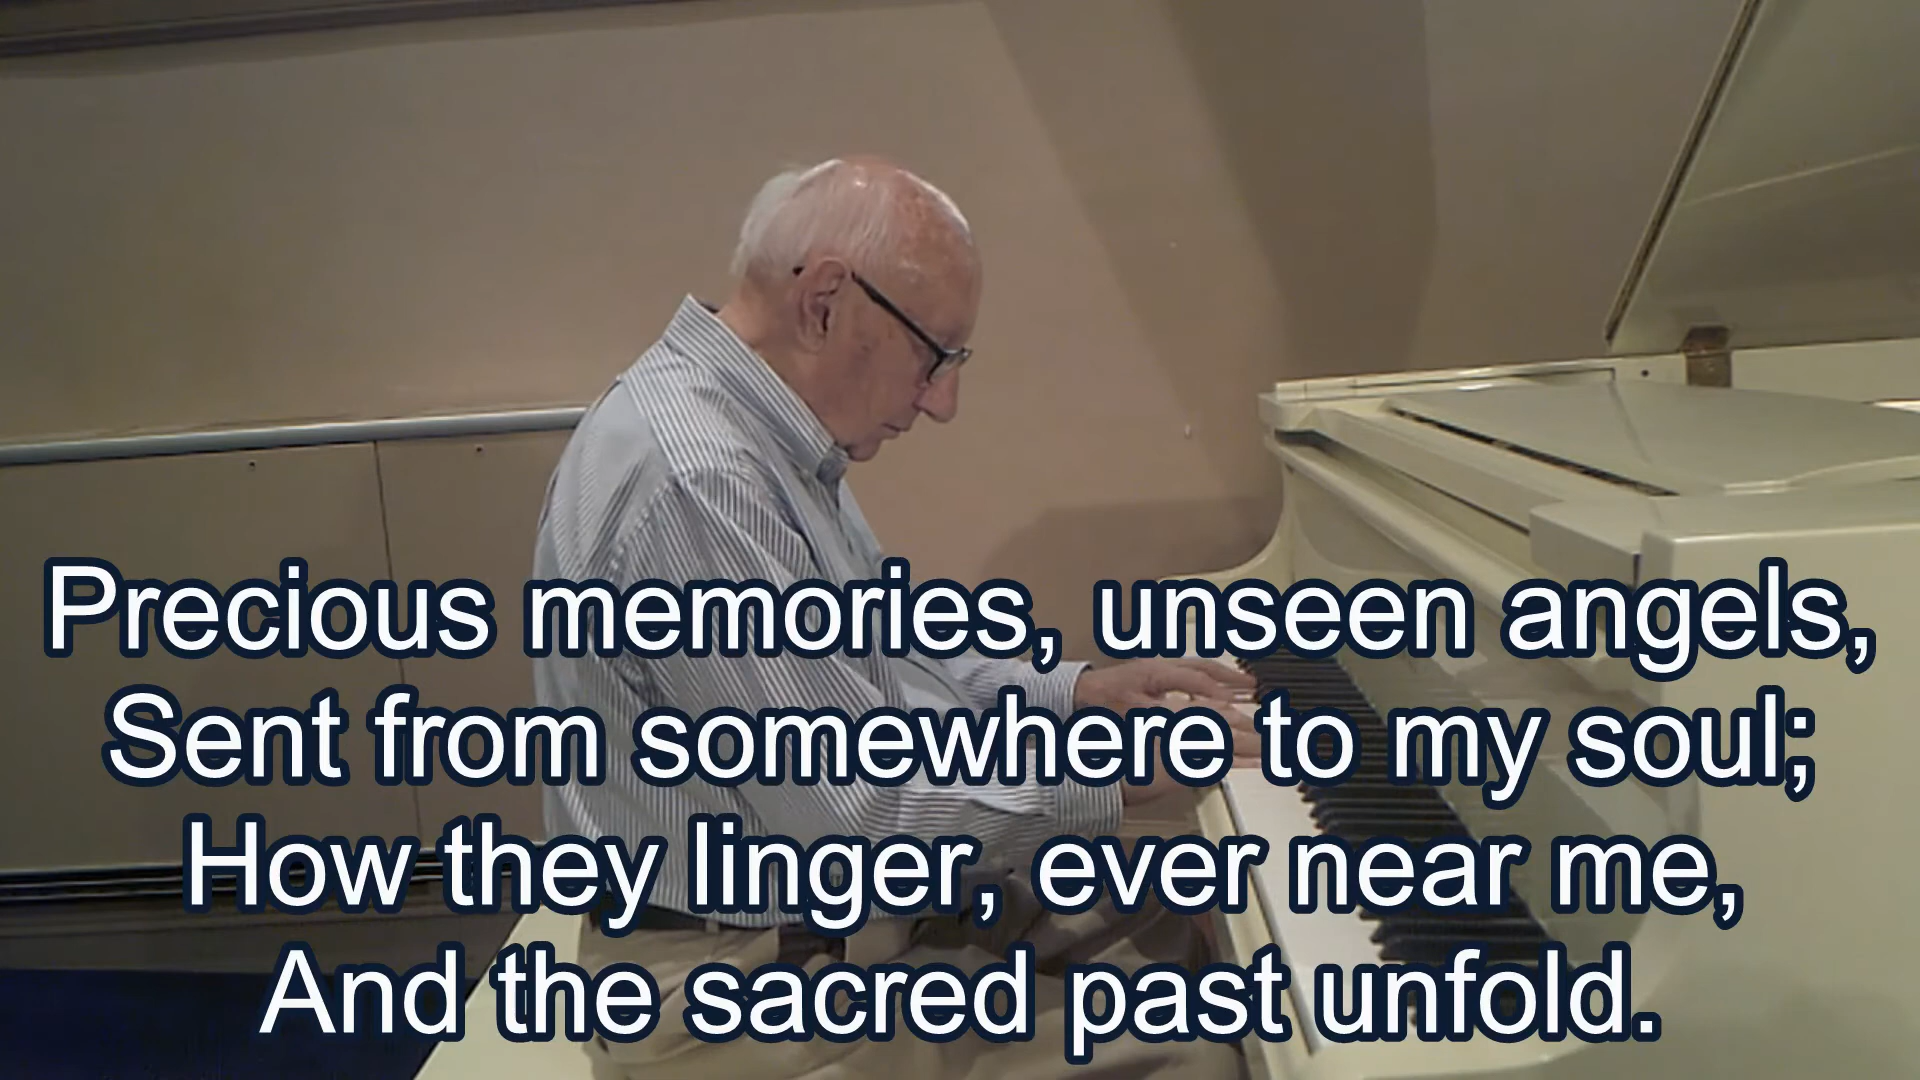 Precious memories, unseen angels,
Sent from somewhere to my soul;
How they linger, ever near me,
And the sacred past unfold.